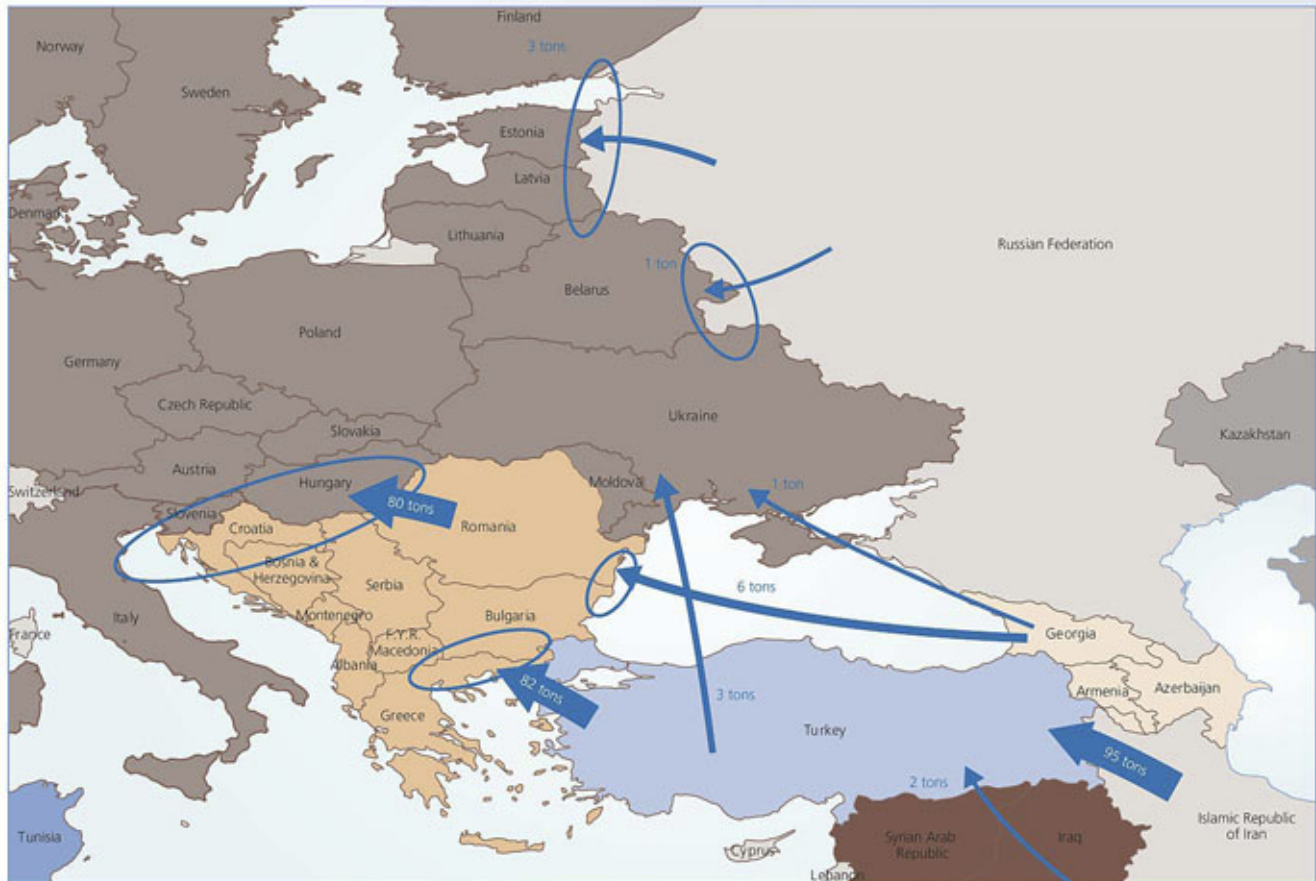 Finland
Norway
3 tons
Sweden
Estonia
Latvia
Denmark
Lithuania
Russian Federation
1 ton
Belarus
Poland
Germany
Czech Republic
Ukraine
Slovakia
Kazakhstan
Austria
Hungary
Moldova
1 ton
Switzerland
80 tons
Slovenia
Croatia
Romania
Bosnia &
Herzegovina
Serbia
6 tons
Italy
Montenegro
Bulgaria
France
Georgia
F.Y.R.
Macedonia
Albania
Armenia
Azerbaijan
82 tons
3 tons
Greece
Turkey
95 tons
2 tons
Islamic Republic
of Iran
Tunisia
Syrian Arab
Republic
Iraq
Cyprus
Lebanon